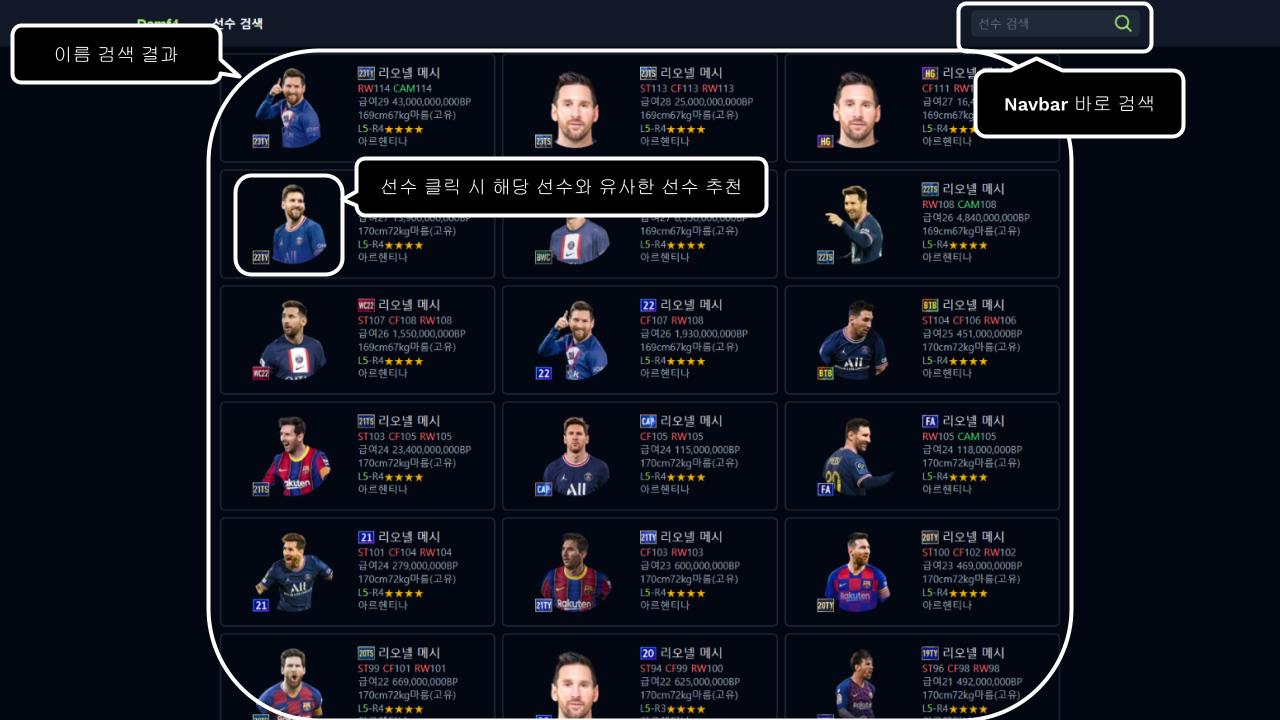 Damf4 선수 검색
선수 검색
이름 검색 결과
Navbar 바로 검색
선수 클릭 시 해당 선수와 유사한 선수 추천
23TY 리오넬 메시
RW114 CAM114
급여29 43,000,000,000BP
169cm67kg마름(고유)
L5-R4★★★★
아르헨티나
23TY
23TS 리오넬 메시
ST113 CF113 RW113
급여28 25,000,000,000BP
169cm67kg마름(고유)
L5-R4★★★★
아르헨티나
23TS
HG 리오넬 메시
CF111
급여27
169cm67kg마름
L5-R4★★★★
아르헨티나
HG
170cm72kg마름(고유)
L5-R4★★★★
아르헨티나
22TY
169cm67kg마름(고유)
L5-R4★★★★
아르헨티나
BWC
22TS 리오넬 메시
RW108 CAM108
급여26 4,840,000,000BP
169cm67kg마름(고유)
L5-R4★★★★
아르헨티나
22TS
WC22 리오넬 메시
ST107 CF108 RW108
급여26 1,550,000,000BP
169cm67kg마름(고유)
L5-R4★★★★
아르헨티나
WC22
22 리오넬 메시
CF107 RW108
급여26 1,930,000,000BP
169cm67kg마름(고유)
L5-R4★★★★
아르헨티나
22
BTB 리오넬 메시
ST104 CF106 RW106
급여25 451,000,000BP
170cm72kg마름(고유)
L5-R4★★★★
아르헨티나
BTB
21TS 리오넬 메시
ST103 CF105 RW105
급여24 23,400,000,000BP
170cm72kg마름(고유)
L5-R4★★★★
아르헨티나
21TS
CAP 리오넬 메시
CF105 RW105
급여24 115,000,000BP
170cm72kg마름(고유)
L5-R4★★★★
아르헨티나
CAP
FA 리오넬 메시
RW105 CAM105
급여24 118,000,000BP
170cm72kg마름(고유)
L5-R4★★★★
아르헨티나
FA
21 리오넬 메시
ST101 CF104 RW104
급여24 279,000,000BP
170cm72kg마름(고유)
L5-R4★★★★
아르헨티나
21
21TY 리오넬 메시
CF103 RW103
급여23 600,000,000BP
170cm72kg마름(고유)
L5-R4★★★★
아르헨티나
21TY
20TY 리오넬 메시
ST100 CF102 RW102
급여23 469,000,000BP
170cm72kg마름(고유)
L5-R4★★★★
아르헨티나
20TY
20TS 리오넬 메시
ST99 CF101 RW101
급여22 669,000,000BP
170cm72kg마름(고유)
L5-R4★★★★
20 리오넬 메시
ST94 CF99 RW100
급여22 625,000,000BP
170cm72kg마름(고유)
L5-R4★★★★
19TY 리오넬 메시
ST96 CF98 RW98
급여21 492,000,000BP
170cm72kg마름(고유)
L5-R4★★★★